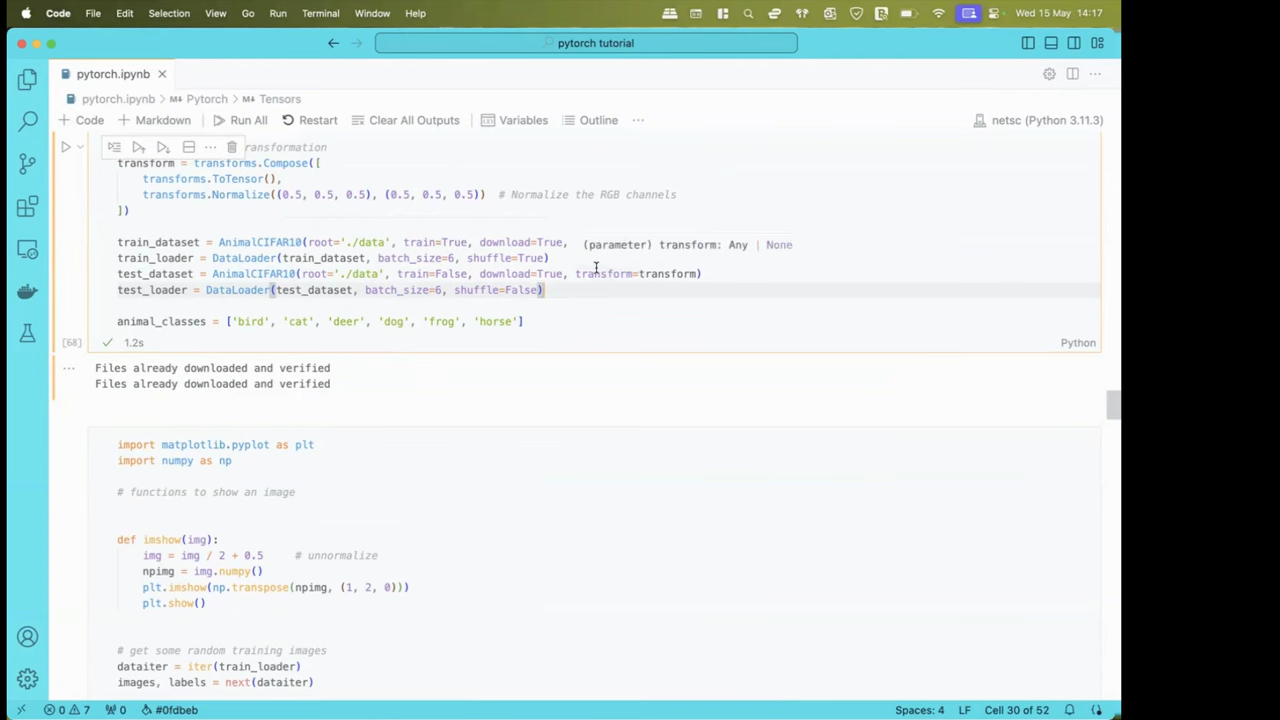 Code File Edit Selection View Go Run Terminal Window Help Wed 15 May 14:17
pytorch tutorial
pytorch.ipynb
pytorch.ipynb > Pytorch > Tensors
+ Code + Markdown Run All Restart Clear All Outputs Variables Outline ... netsc (Python 3.11.3)
ransformation
transform = transforms.Compose([
transforms.ToTensor(),
transforms.Normalize((0.5, 0.5, 0.5), (0.5, 0.5, 0.5)) # Normalize the RGB channels
])
train_dataset = AnimalCIFAR10(root='./data', train=True, download=True, (parameter) transform: Any | None
train_loader = DataLoader(train_dataset, batch_size=6, shuffle=True)
test_dataset = AnimalCIFAR10(root='./data', train=False, download=True, transform=transform)
test_loader = DataLoader(test_dataset, batch_size=6, shuffle=False)
animal_classes = ['bird', 'cat', 'deer', 'dog', 'frog', 'horse']
[68] 1.2s Python
... Files already downloaded and verified
Files already downloaded and verified
import matplotlib.pyplot as plt
import numpy as np
# functions to show an image
def imshow(img):
img = img / 2 + 0.5 # unnormalize
npimg = img.numpy()
plt.imshow(np.transpose(npimg, (1, 2, 0)))
plt.show()
# get some random training images
dataiter = iter(train_loader)
images, labels = next(dataiter)
0 7 0 #0fdbeb Spaces: 4 LF Cell 30 of 52